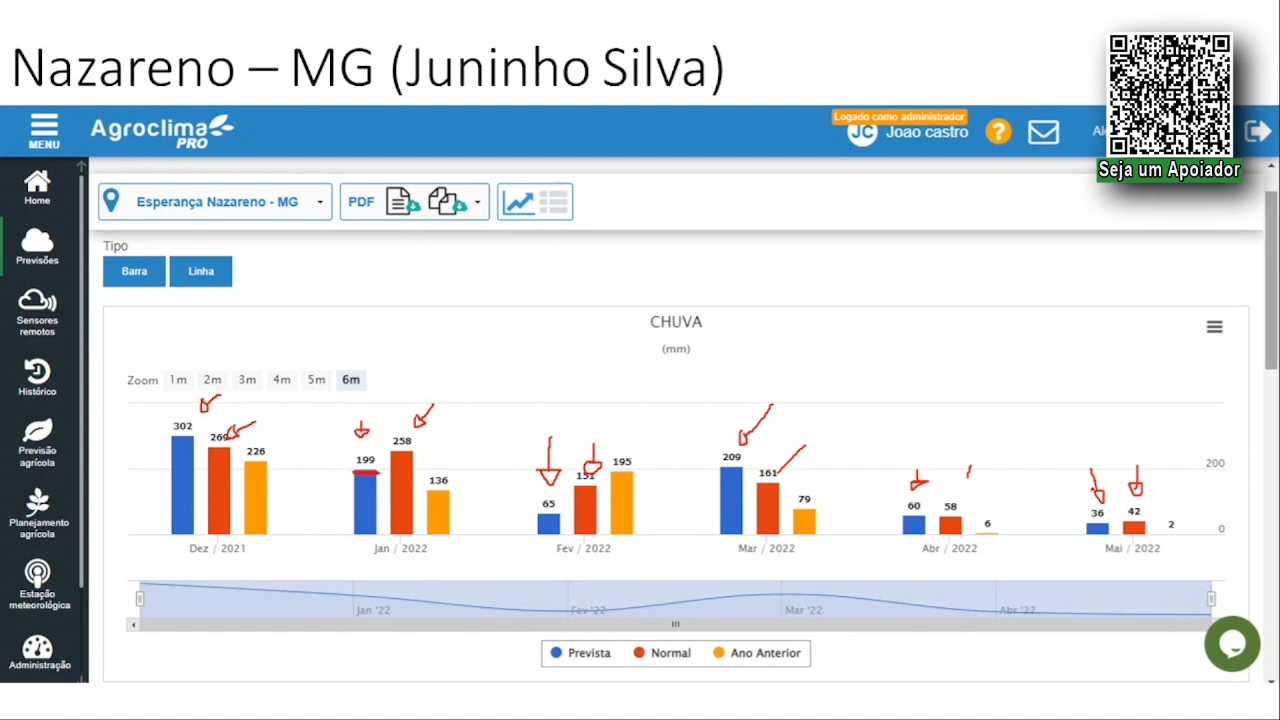 Nazareno – MG (Juninho Silva)
Seja um Apoiador
MENU
Agroclima
PRO
Logado como administrador
JC Joao castro
?
Home
Previsões
Sensores
remotos
Histórico
Previsão
agrícola
Planejamento
agrícola
Estação
meteorológica
Administração
Esperança Nazareno - MG
PDF
Tipo
Barra Linha
CHUVA
(mm)
Zoom 1m 2m 3m 4m 5m 6m
302 269 226
199 258 136
65 151 195
209 161 79
60 58 6
36 42 2
200
0
Dez / 2021 Jan / 2022 Fev / 2022 Mar / 2022 Abr / 2022 Mai / 2022
Jan '22 Fev '22 Mar '22 Abr '22
Prevista Normal Ano Anterior